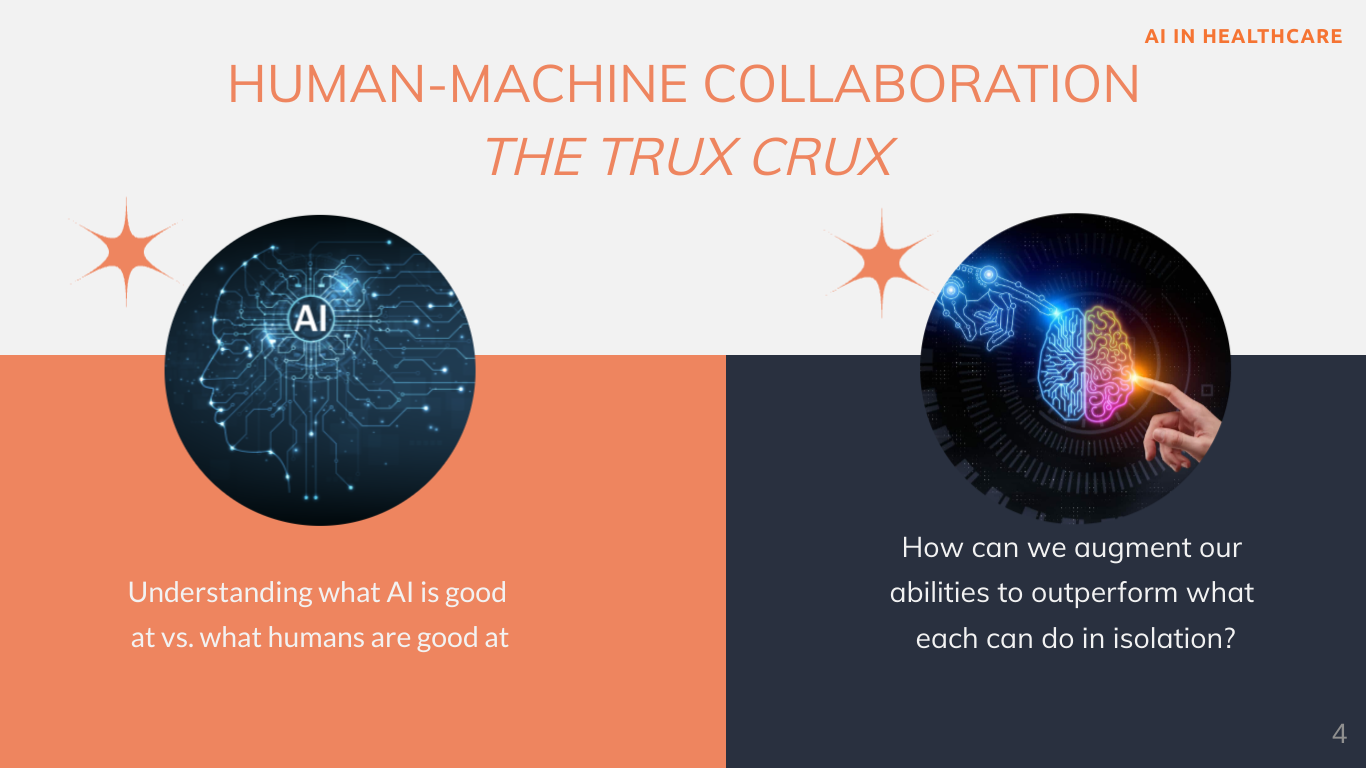 AI IN HEALTHCARE
HUMAN-MACHINE COLLABORATION
THE TRUX CRUX
AI
Understanding what AI is good
at vs. what humans are good at
How can we augment our
abilities to outperform what
each can do in isolation?
4